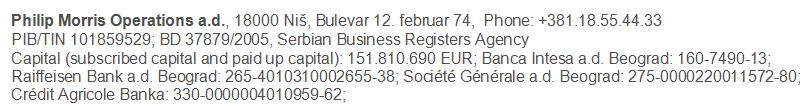 Philip Morris Operations a.d., 18000 Niš, Bulevar 12. februar 74, Phone: +381.18.55.44.33
PIB/TIN 101859529; BD 37879/2005, Serbian Business Registers Agency
Capital (subscribed capital and paid up capital): 151.810.690 EUR; Banca Intesa a.d. Beograd: 160-7490-13;
Raiffeisen Bank a.d. Beograd: 265-4010310002655-38; Société Générale a.d. Beograd: 275-0000220011572-80;
Crédit Agricole Banka: 330-0000004010959-62;